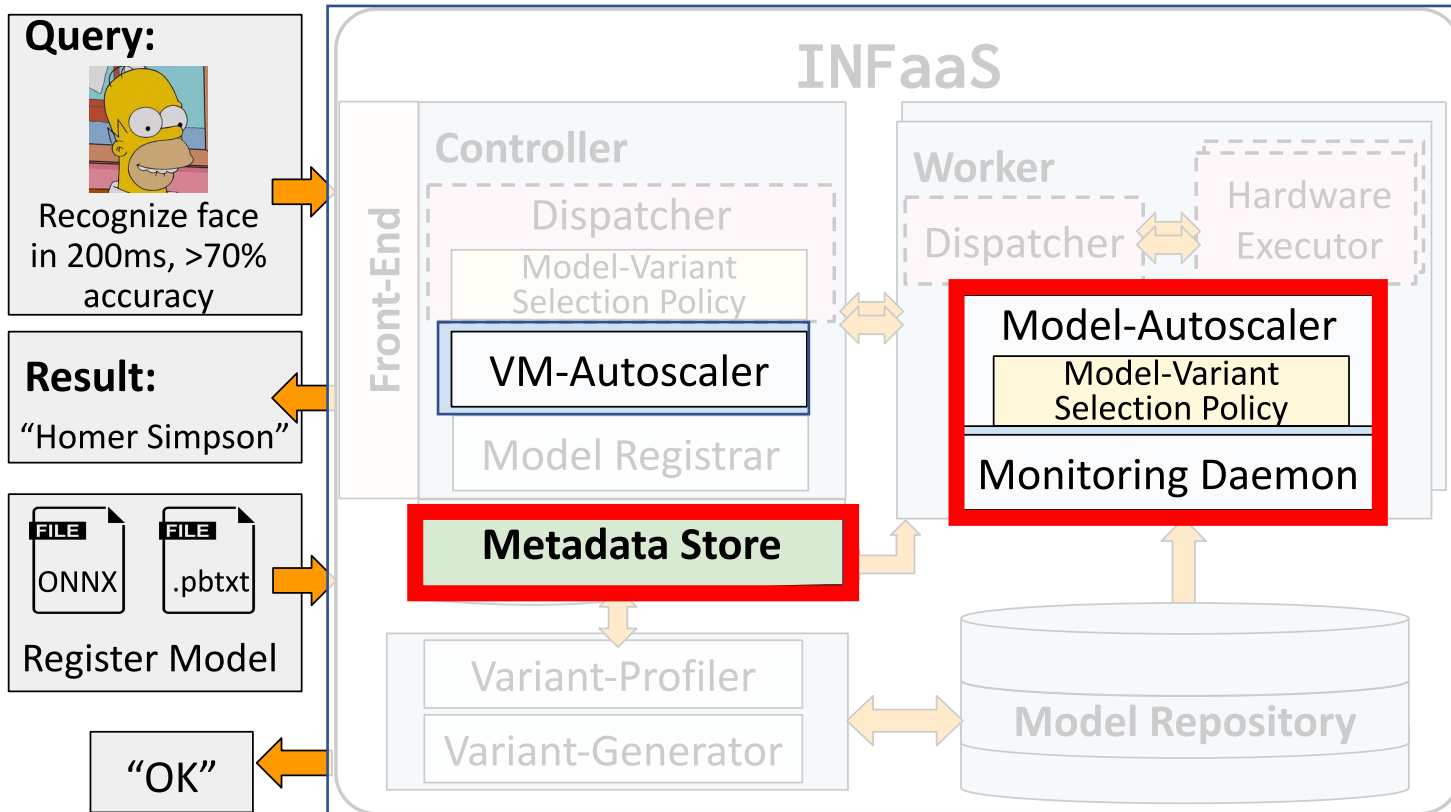 Query:
Recognize face
in 200ms, >70%
accuracy
Result:
“Homer Simpson”
FILE
ONNX
FILE
.pbtxt
Register Model
“OK”
INFaaS
Front-End
Controller
Dispatcher
Model-Variant
Selection Policy
VM-Autoscaler
Model Registrar
Metadata Store
Variant-Profiler
Variant-Generator
Worker
Dispatcher
Hardware
Executor
Model-Autoscaler
Model-Variant
Selection Policy
Monitoring Daemon
Model Repository